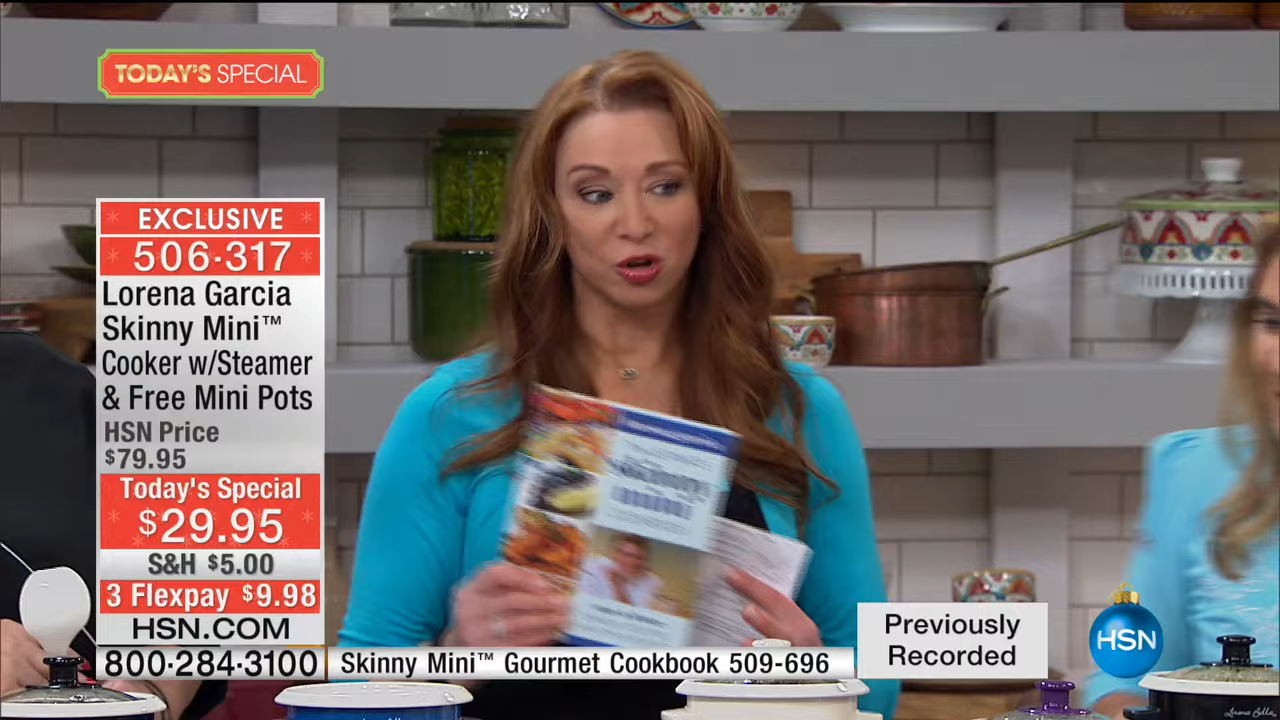 TODAY'S SPECIAL
EXCLUSIVE
506-317
Lorena Garcia
Skinny Mini™
Cooker w/Steamer
& Free Mini Pots
HSN Price
$79.95
Today's Special
$29.95
S&H $5.00
3 Flexpay $9.98
HSN.COM
800-284-3100
Skinny Mini™ Gourmet Cookbook 509-696
Previously
Recorded
HSN
skinny
mini